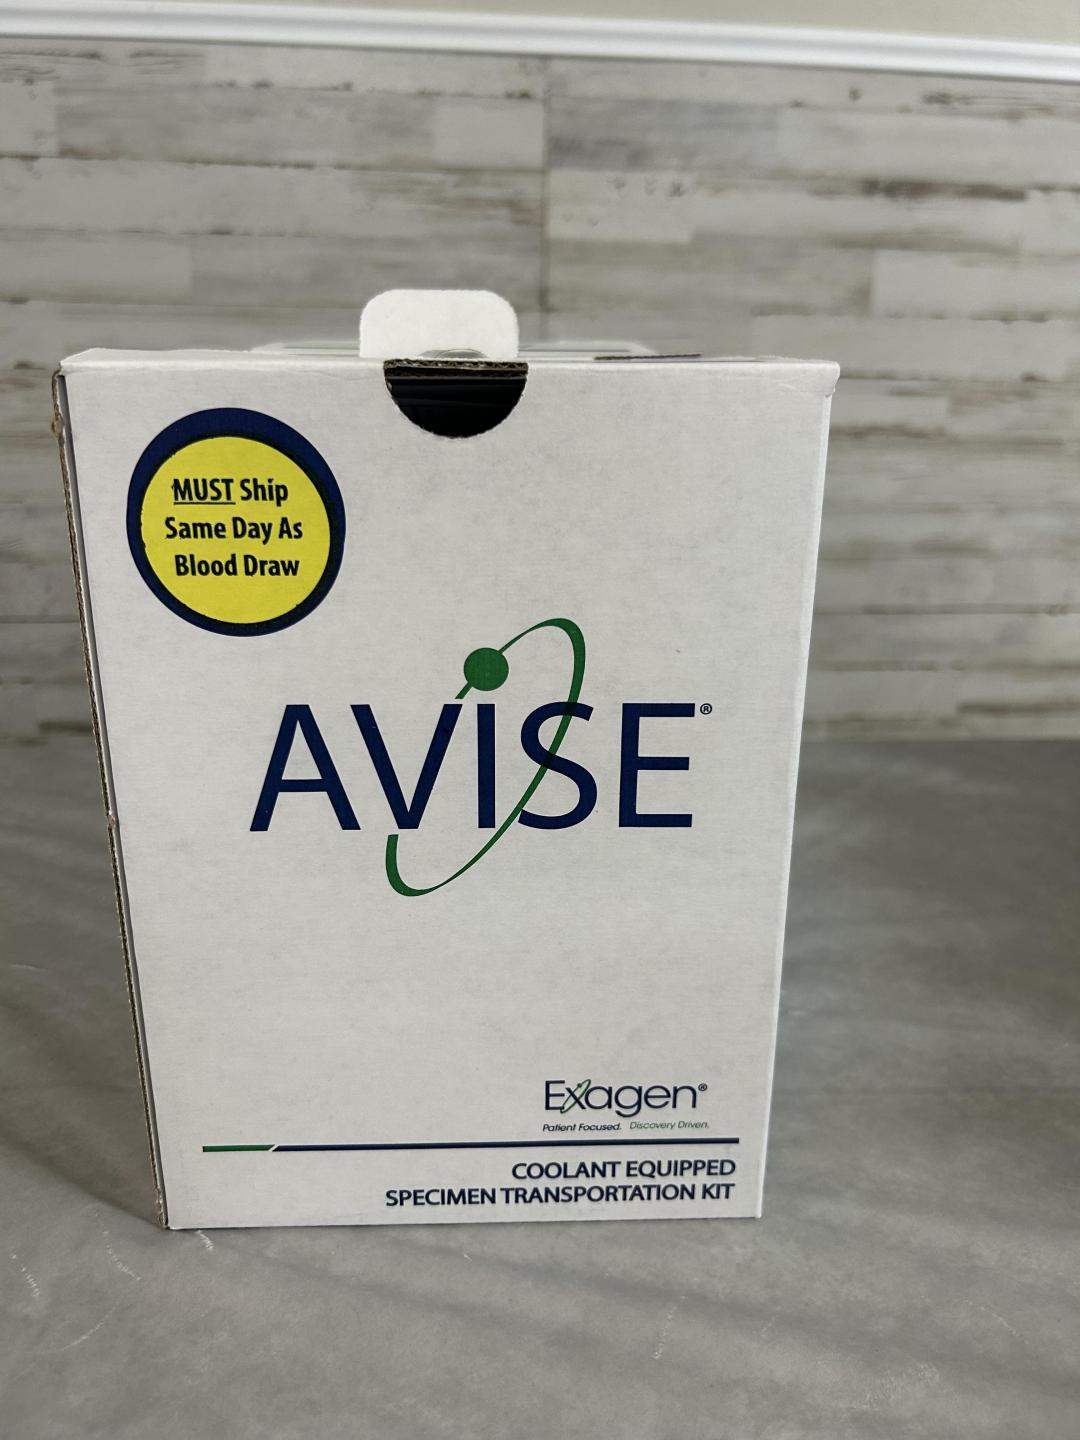 MUST Ship
Same Day As
Blood Draw
AVISE®
Exagen®
Patient Focused. Discovery Driven.
COOLANT EQUIPPED
SPECIMEN TRANSPORTATION KIT